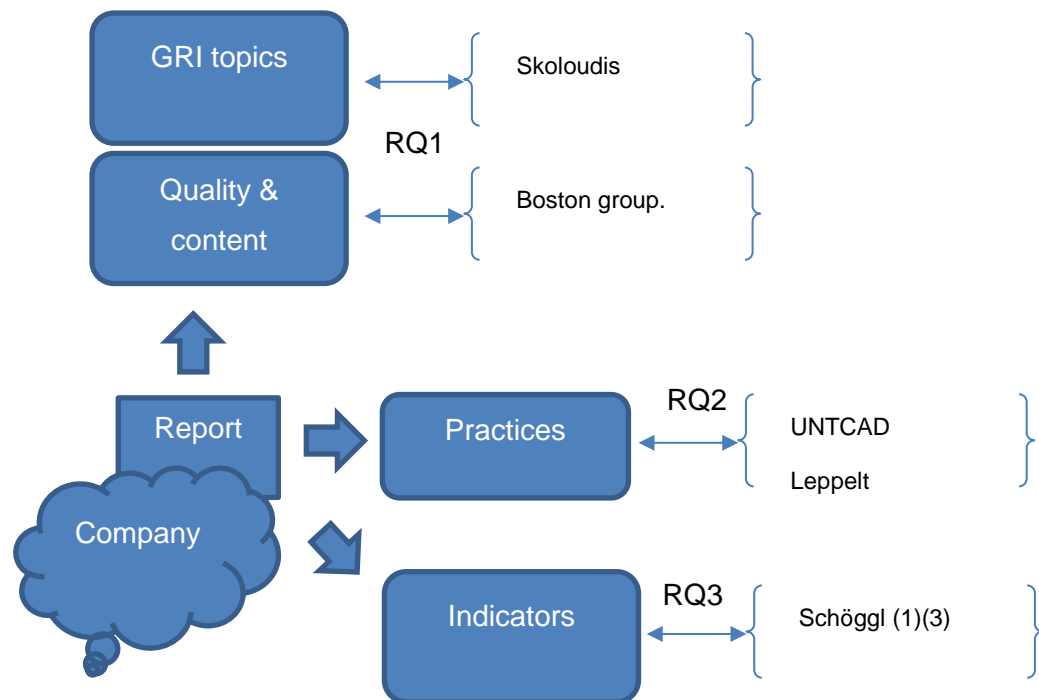 GRI topics
Skoloudis
RQ1
Quality &
content
Boston group.
Report
Practices
RQ2
UNTCAD
Leppelt
Company
Indicators
RQ3
Schöggl (1)(3)